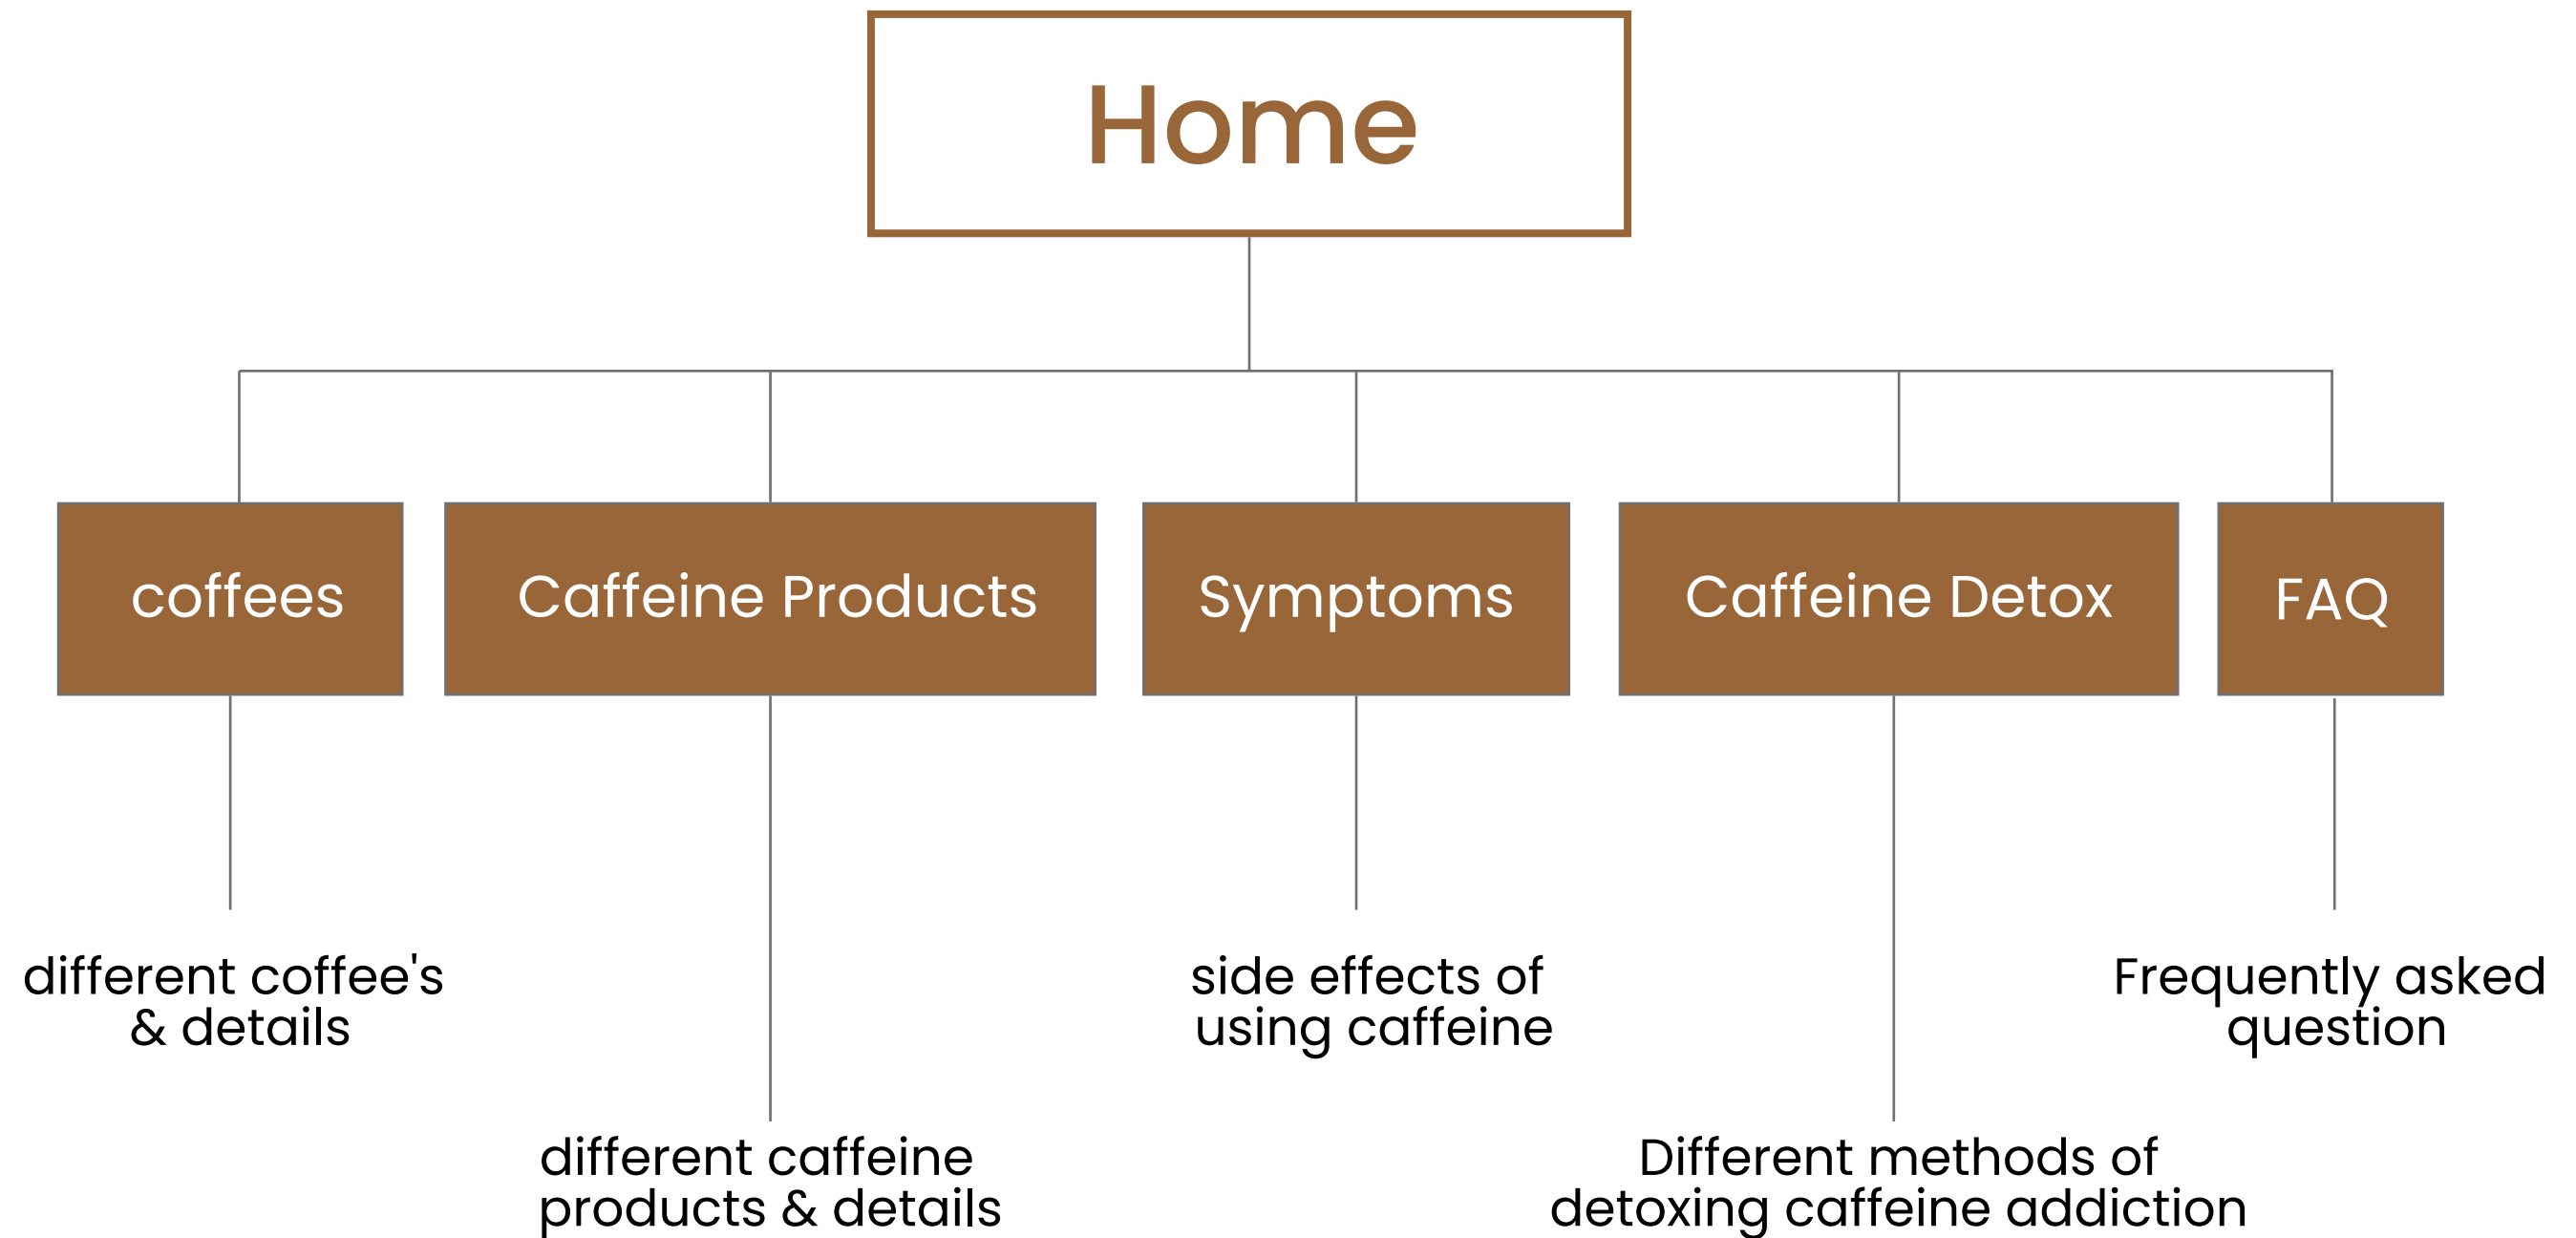 Home
coffees
Caffeine Products
Symptoms
Caffeine Detox
FAQ
different coffee's
& details
different caffeine
products & details
side effects of
using caffeine
Different methods of
detoxing caffeine addiction
Frequently asked
question